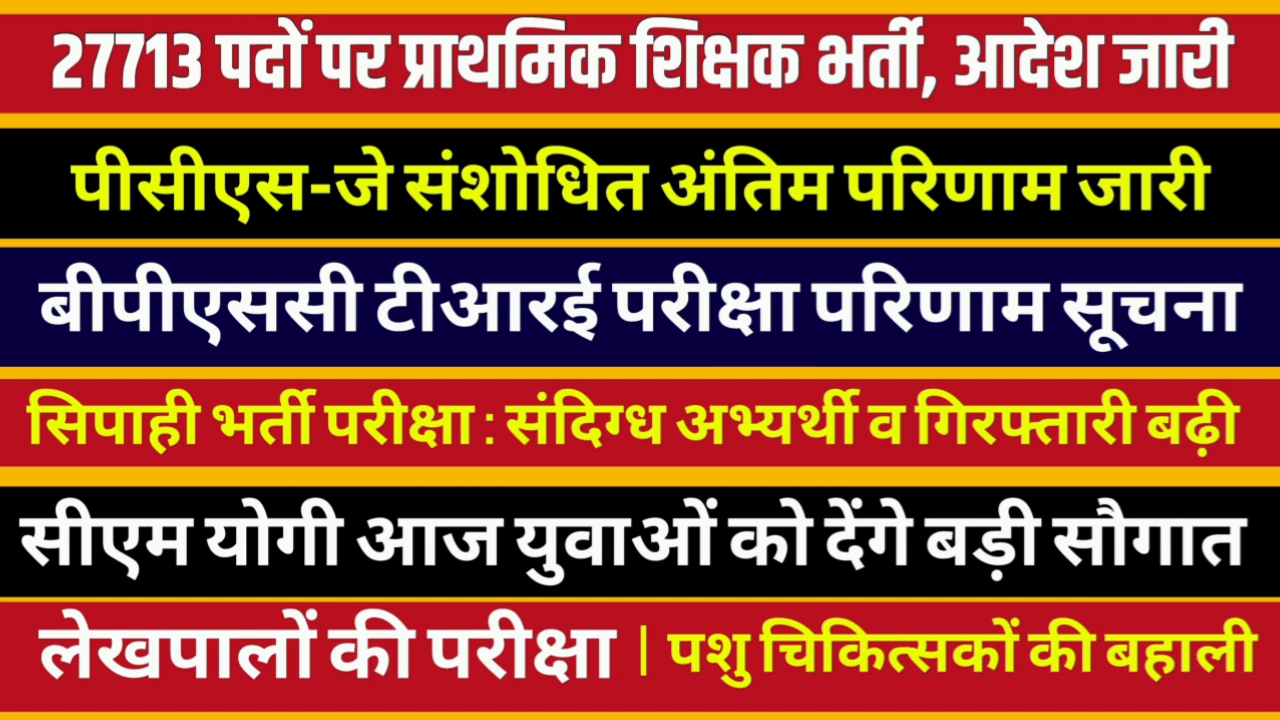 27713 पदों पर प्राथमिक शिक्षक भर्ती, आदेश जारी
पीसीएस-जे संशोधित अंतिम परिणाम जारी
बीपीएससी टीआरई परीक्षा परिणाम सूचना
सिपाही भर्ती परीक्षा : संदिग्ध अभ्यर्थी व गिरफ्तारी बढ़ी
सीएम योगी आज युवाओं को देंगे बड़ी सौगात
लेखपालों की परीक्षा | पशु चिकित्सकों की बहाली